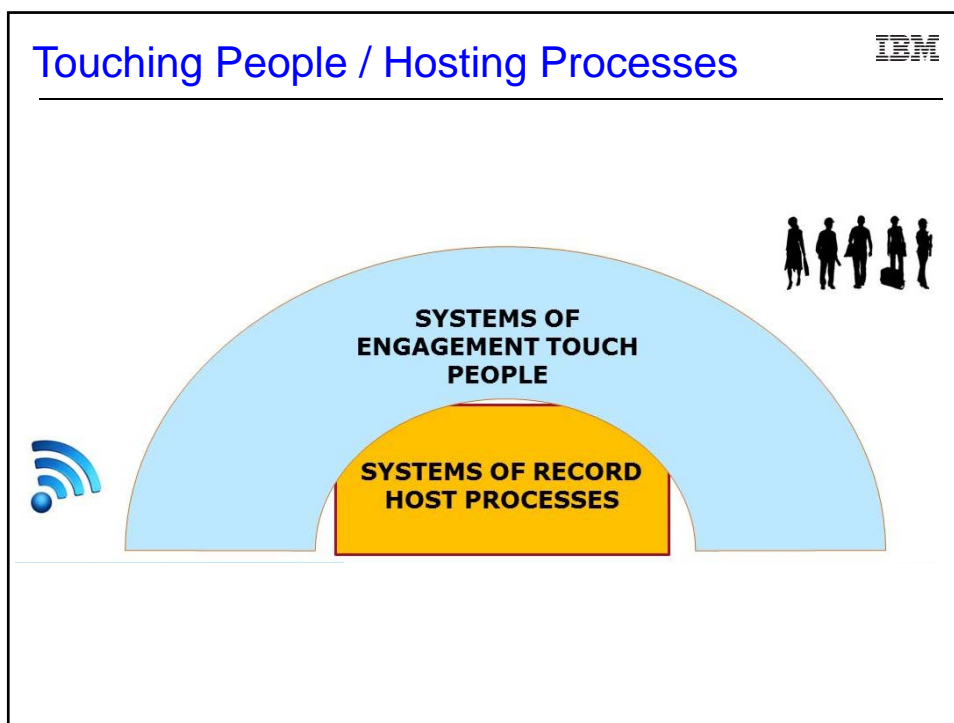 Touching People / Hosting Processes
IBM
SYSTEMS OF
ENGAGEMENT TOUCH
PEOPLE
SYSTEMS OF RECORD
HOST PROCESSES